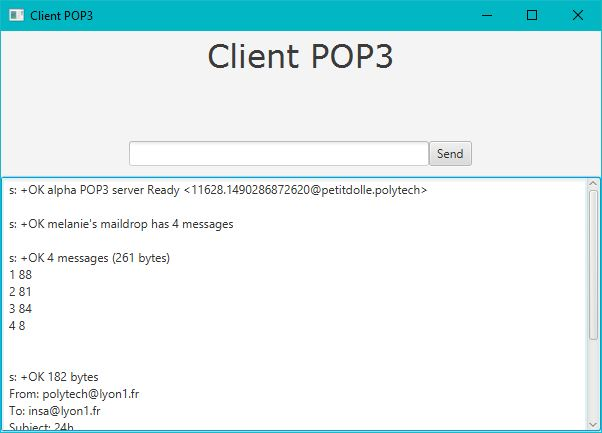 Client POP3
Client POP3
Send
s: +OK alpha POP3 server Ready <11628.1490286872620@petitdolle.polytech>
s: +OK melanie's maildrop has 4 messages
s: +OK 4 messages (261 bytes)
1 88
2 81
3 84
4 8
s: +OK 182 bytes
From: polytech@lyon1.fr
To: insa@lyon1.fr
Subject: 24h